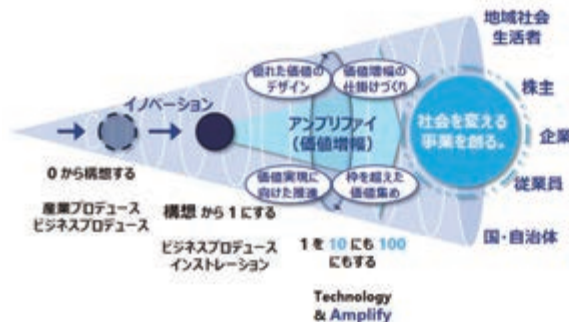 地域社会
生活者
優れた価値の
デザイン
価値増幅の
仕掛けづくり
株主
イノベーション
アンプリファイ
(価値増幅)
社会を変える
事業を創る。
企業
価値実現に
向けた推進
枠を超えた
価値集め
従業員
0から構想する
産業プロデュース
ビジネスプロデュース
構想から1にする
ビジネスプロデュース
インストレーション
1を10にも100
にもする
国・自治体
Technology
& Amplify